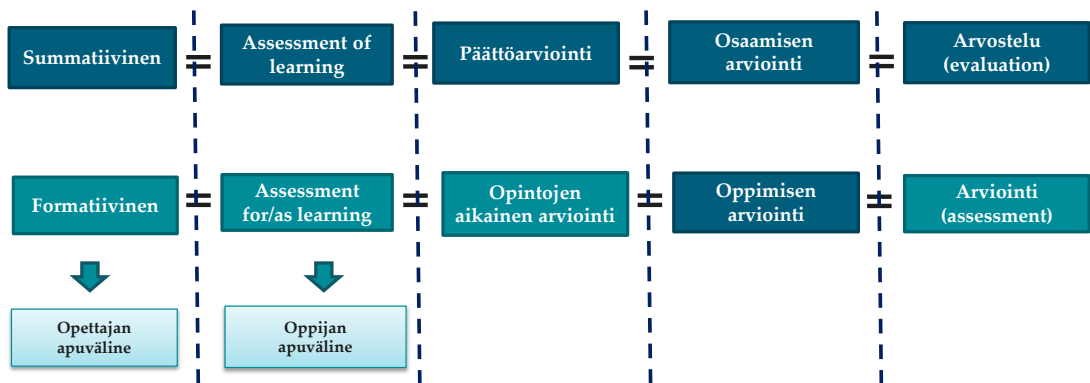 Summatiivinen
=
Assessment of
learning
=
Päättöarviointi
=
Osaamisen
arviointi
=
Arvostelu
(evaluation)
Formatiivinen
=
Assessment
for/as learning
=
Opintojen
aikainen arviointi
=
Oppimisen
arviointi
=
Arviointi
(assessment)
Opettajan
apuväline
Oppijan
apuväline